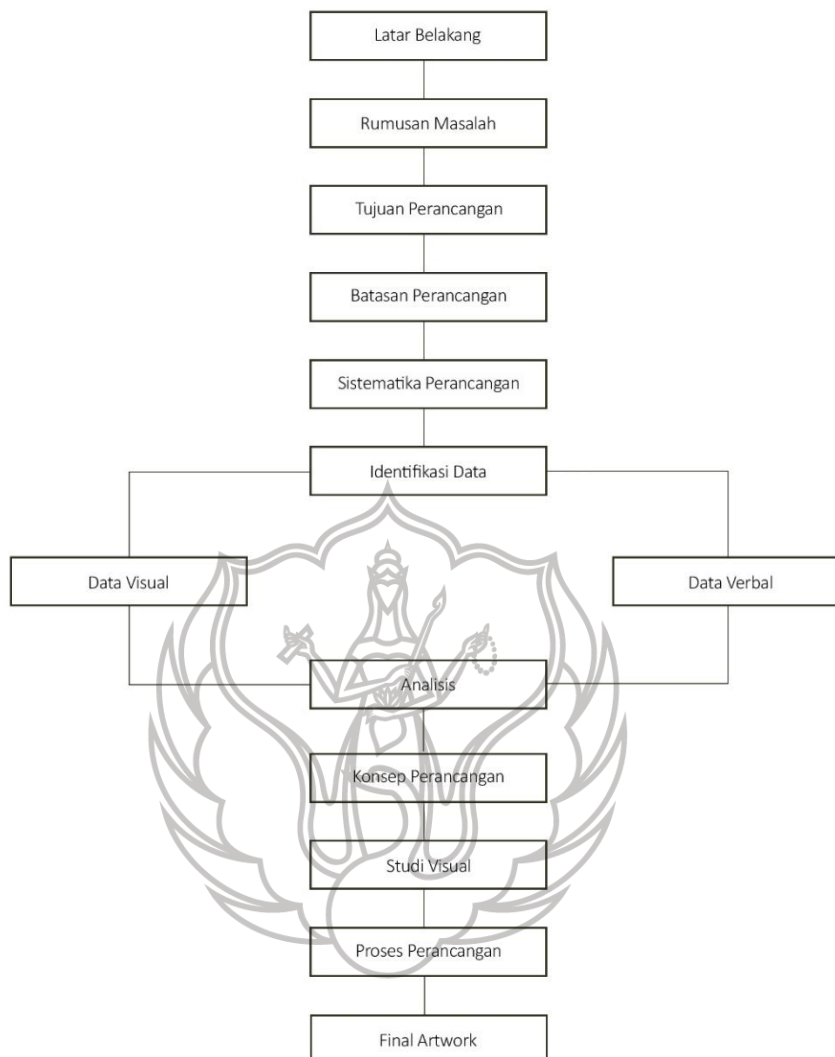 Latar Belakang
Rumusan Masalah
Tujuan Perancangan
Batasan Perancangan
Sistematika Perancangan
Identifikasi Data
Data Visual
Data Verbal
Analisis
Konsep Perancangan
Studi Visual
Proses Perancangan
Final Artwork